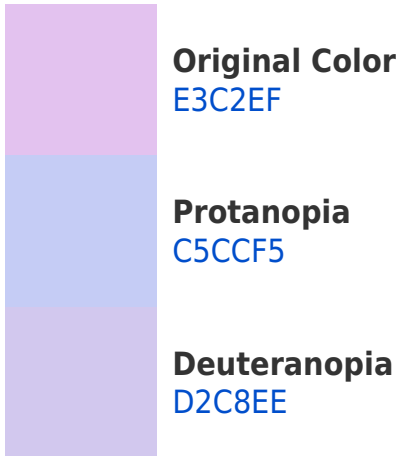 Original Color
E3C2EF
Protanopia
C5CCF5
Deuteranopia
D2C8EE